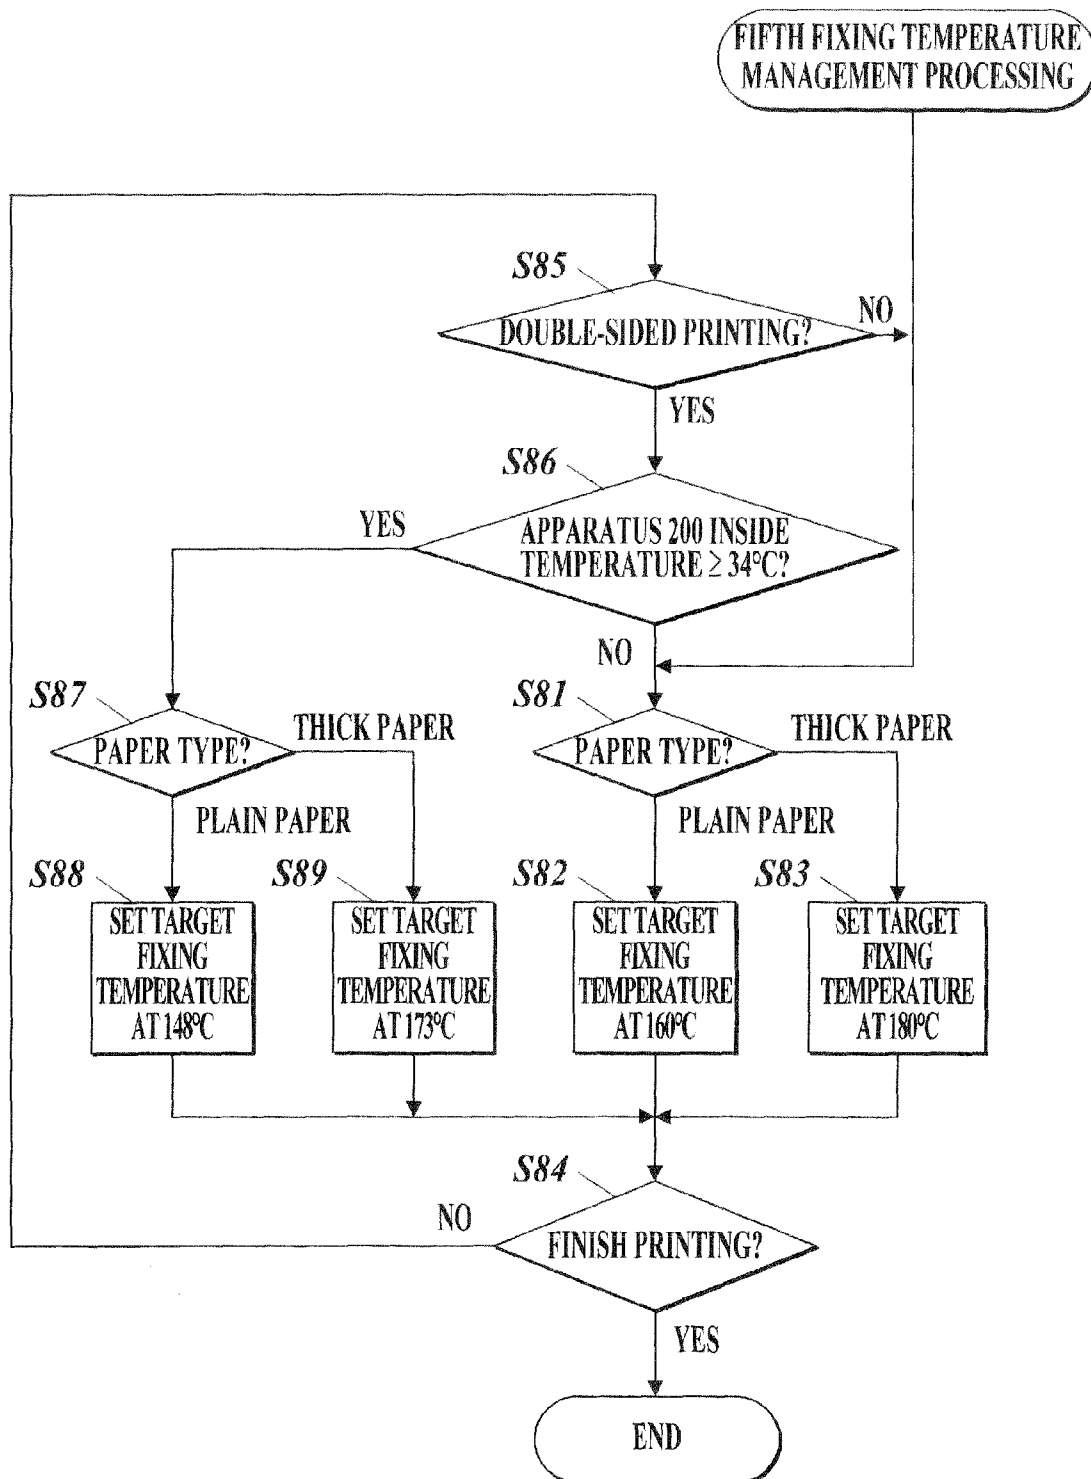 FIFTH FIXING TEMPERATURE
MANAGEMENT PROCESSING
S85
DOUBLE-SIDED PRINTING?
NO
YES
S86
APPARATUS 200 INSIDE
TEMPERATURE ≥ 34°C?
YES
NO
S87
PAPER TYPE?
THICK PAPER
PLAIN PAPER
S81
PAPER TYPE?
THICK PAPER
PLAIN PAPER
S88
SET TARGET
FIXING
TEMPERATURE
AT 148°C
S89
SET TARGET
FIXING
TEMPERATURE
AT 173°C
S82
SET TARGET
FIXING
TEMPERATURE
AT 160°C
S83
SET TARGET
FIXING
TEMPERATURE
AT 180°C
S84
FINISH PRINTING?
NO
YES
END